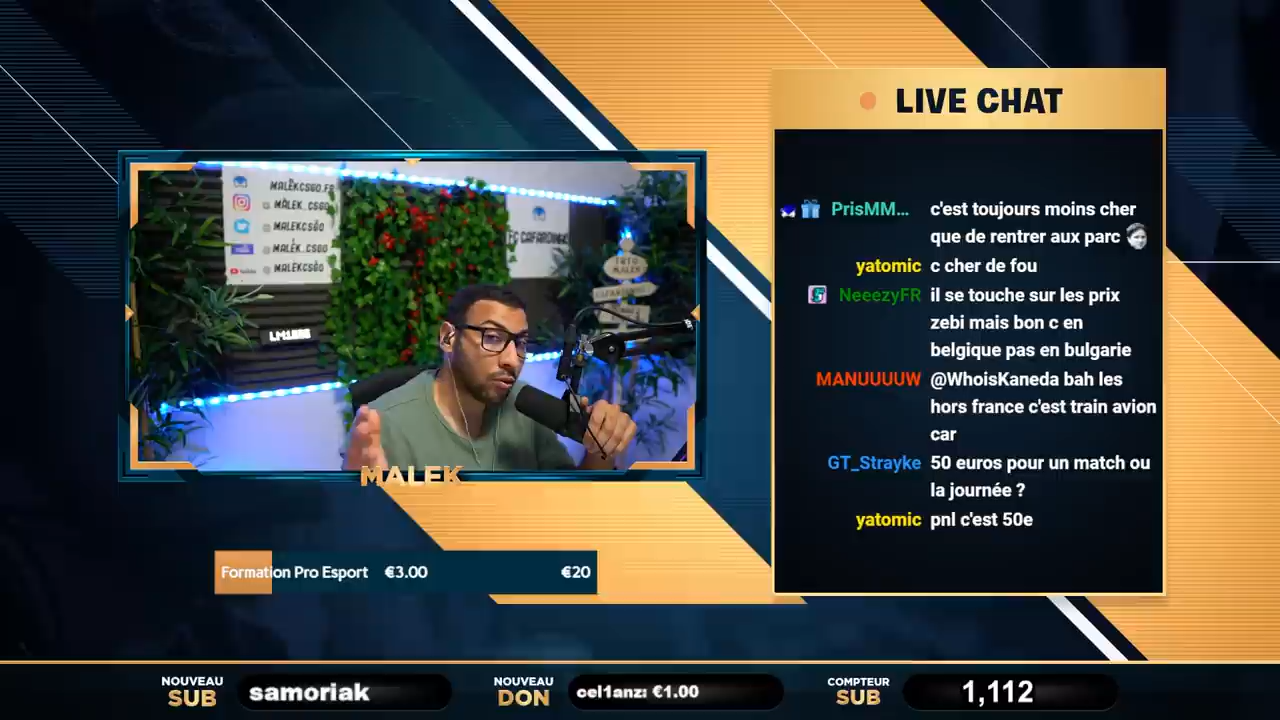 LIVE CHAT
PrisMM... c'est toujours moins cher
que de rentrer aux parc
yatomic c cher de fou
NeeezyFR il se touche sur les prix
zebi mais bon c en
belgique pas en bulgarie
MANUUUUW @WhoisKaneda bah les
hors france c'est train avion
car
GT_Strayke 50 euros pour un match ou
la journée ?
yatomic pnl c'est 50e
MALEKCSGO.FR
MALEK_CSGO
MALEKCSGO
MALEK_CSGO
YouTube MALEKCSGO
MALEK
Formation Pro Esport €3.00 €20
NOUVEAU
SUB
samoriak
NOUVEAU
DON
cel1anz: €1.00
COMPTEUR
SUB
1,112